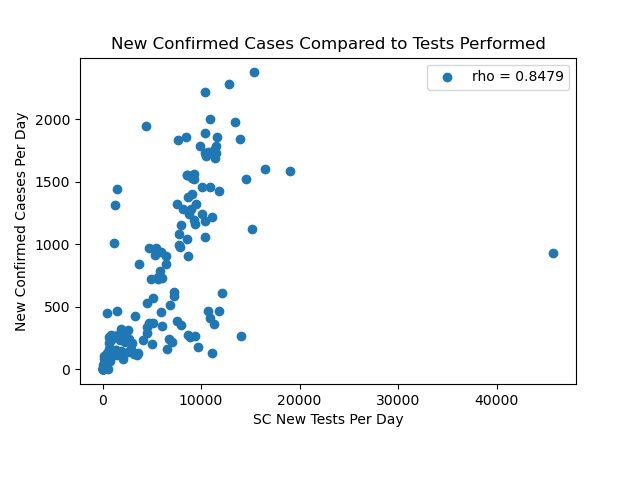 New Confirmed Cases Compared to Tests Performed
rho = 0.8479
New Confirmed Caeses Per Day
2000
1500
1000
500
0
0 10000 20000 30000 40000
SC New Tests Per Day